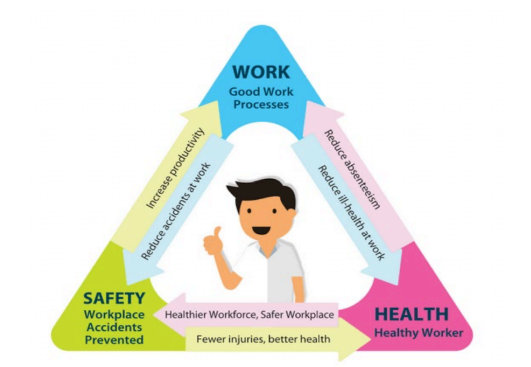 WORK
Good Work
Processes
Increase productivity
Reduce accidents at work
Reduce absenteeism
Reduce ill-health at work
SAFETY
Workplace
Accidents
Prevented
Healthier Workforce, Safer Workplace
Fewer injuries, better health
HEALTH
Healthy Worker